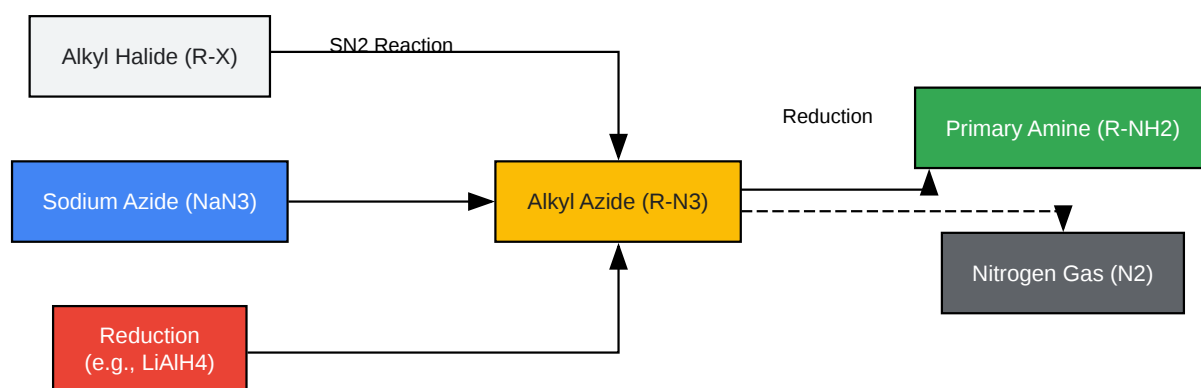 Alkyl Halide (R-X)
SN2 Reaction
Reduction
Primary Amine (R-NH2)
Sodium Azide (NaN3)
Alkyl Azide (R-N3)
Nitrogen Gas (N2)
Reduction
(e.g., LiAlH4)